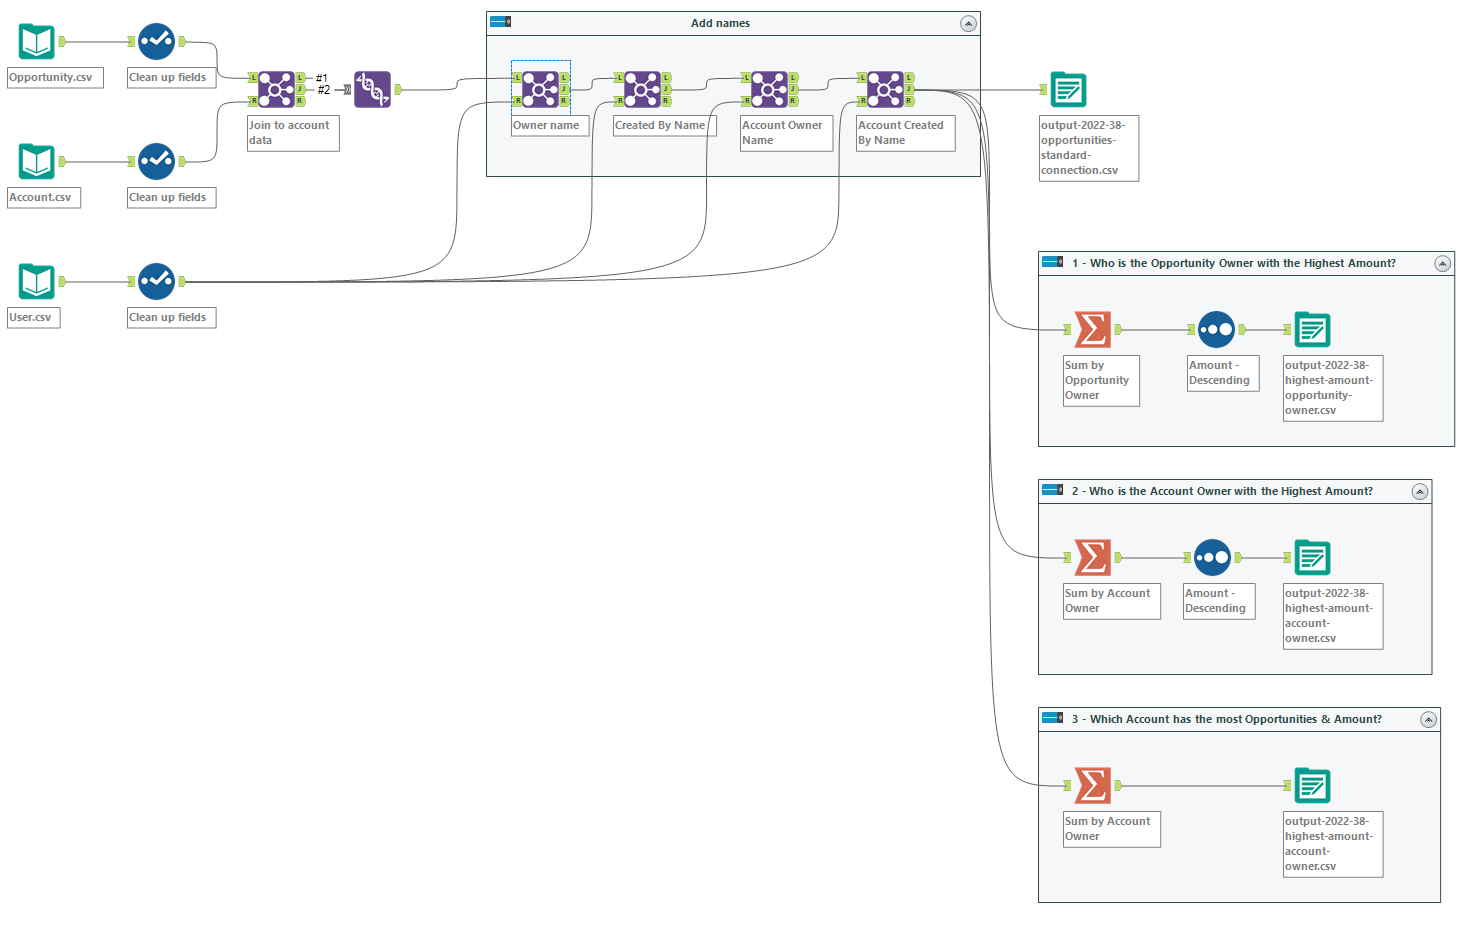 Opportunity.csv
Clean up fields
Account.csv
Clean up fields
User.csv
Clean up fields
L
R
L
J
R
#1
#2
Join to account
data
Add names
L
R
L
J
R
Owner name
L
R
L
J
R
Created By Name
L
R
L
J
R
Account Owner
Name
L
R
L
J
R
Account Created
By Name
output-2022-38-
opportunities-
standard-
connection.csv
1 - Who is the Opportunity Owner with the Highest Amount?
Sum by
Opportunity
Owner
Amount -
Descending
output-2022-38-
highest-amount-
opportunity-
owner.csv
2 - Who is the Account Owner with the Highest Amount?
Sum by Account
Owner
Amount -
Descending
output-2022-38-
highest-amount-
account-
owner.csv
3 - Which Account has the most Opportunities & Amount?
Sum by Account
Owner
output-2022-38-
highest-amount-
account-
owner.csv